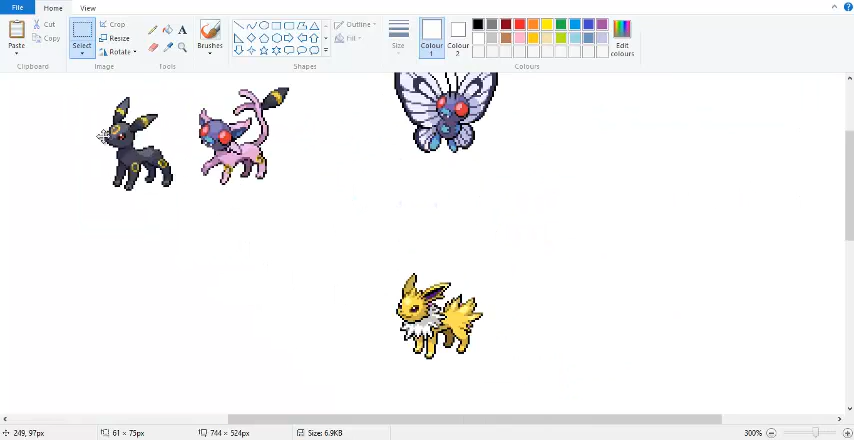 File Home View
Paste Cut Copy Clipboard
Select Crop Resize Rotate Image
A Tools
Brushes
Outline Fill Shapes
Size
Colour 1 Colour 2 Edit colours Colours
249, 97px 61 × 75px 744 × 524px Size: 6.9KB 300%